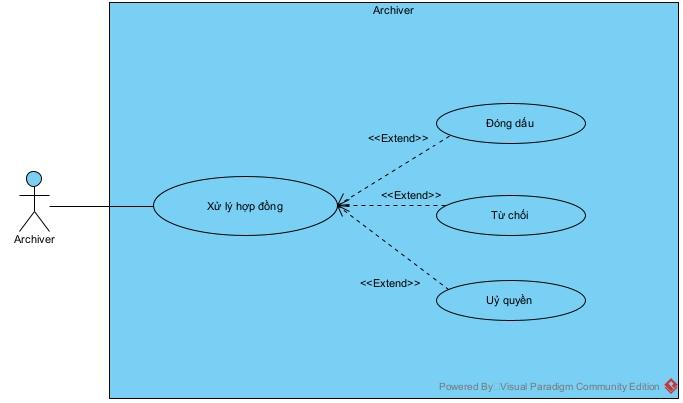 Archiver
Đóng dấu
<<Extend>>
<<Extend>>
Xử lý hợp đồng
Từ chối
Archiver
<<Extend>>
Uỷ quyền
Powered By Visual Paradigm Community Edition